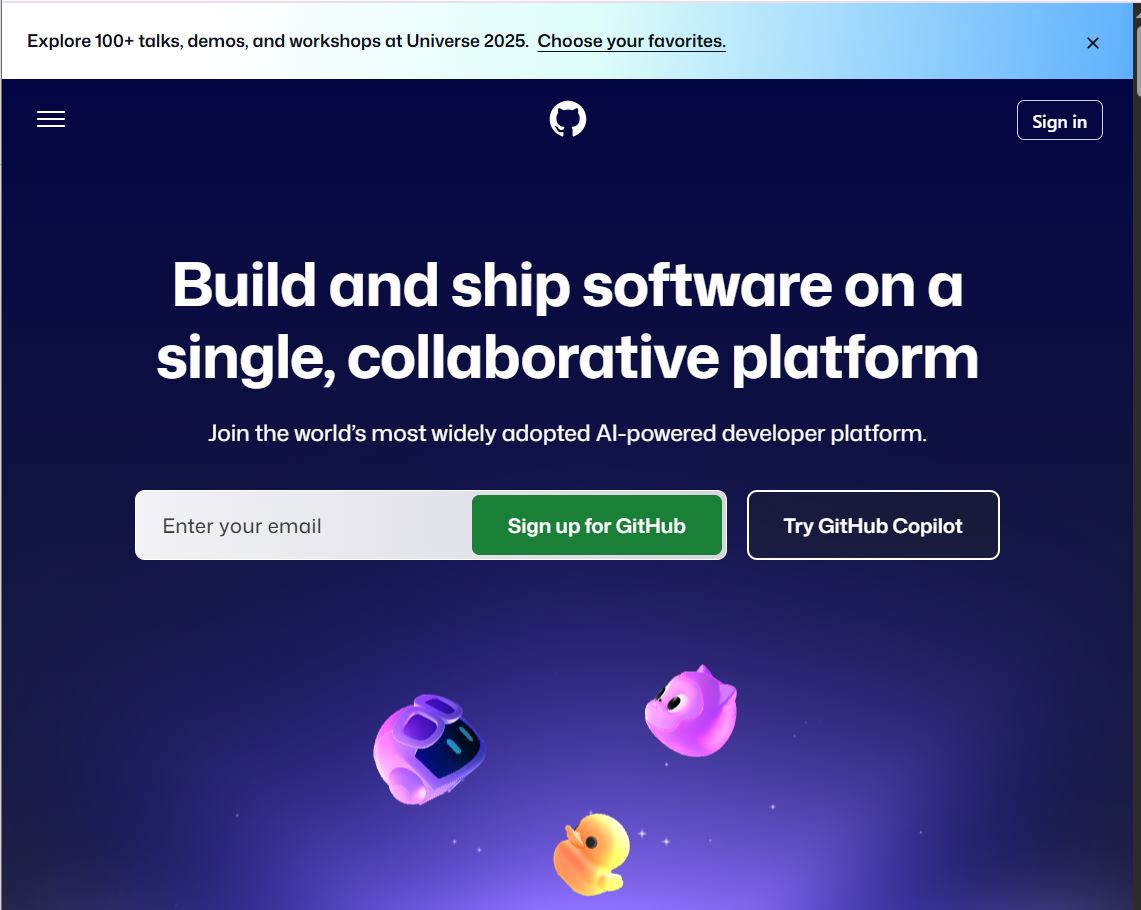 Explore 100+ talks, demos, and workshops at Universe 2025. Choose your favorites.
Sign in
Build and ship software on a
single, collaborative platform
Join the world’s most widely adopted AI-powered developer platform.
Enter your email
Sign up for GitHub
Try GitHub Copilot